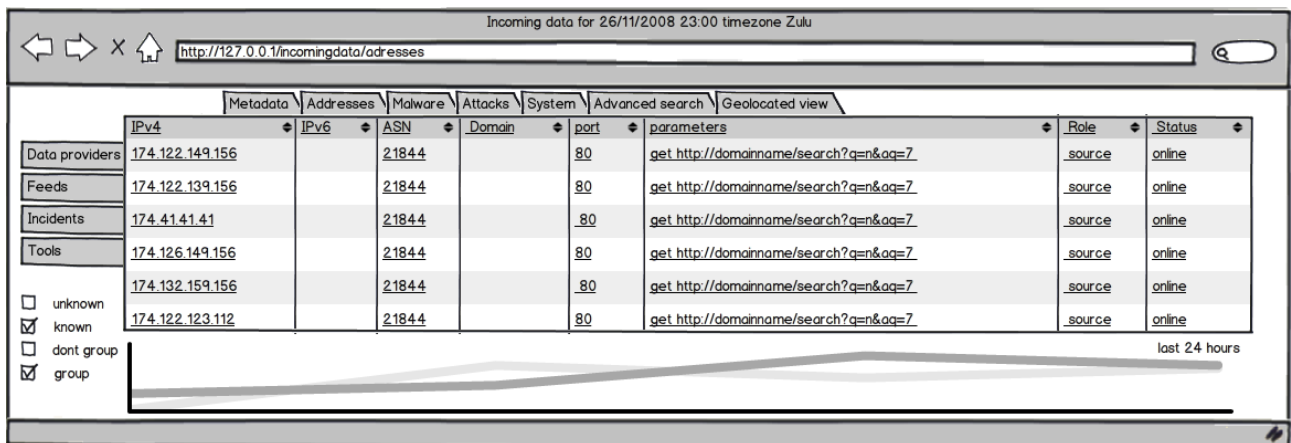 Incoming data for 26/11/2008 23:00 timezone Zulu
http://127.0.0.1/incomingdata/adresses
Metadata Addresses Malware Attacks System Advanced search Geolocated view
IPv4 IPv6 ASN Domain port parameters Role Status
Data providers 174.122.149.156 21844 80 get http://domainname/search?q=n&aq=7 source online
Feeds 174.122.139.156 21844 80 get http://domainname/search?q=n&aq=7 source online
Incidents 174.41.41.41 21844 80 get http://domainname/search?q=n&aq=7 source online
Tools 174.126.149.156 21844 80 get http://domainname/search?q=n&aq=7 source online
174.132.159.156 21844 80 get http://domainname/search?q=n&aq=7 source online
unknown
known 174.122.123.112 21844 80 get http://domainname/search?q=n&aq=7 source online
dont group last 24 hours
group